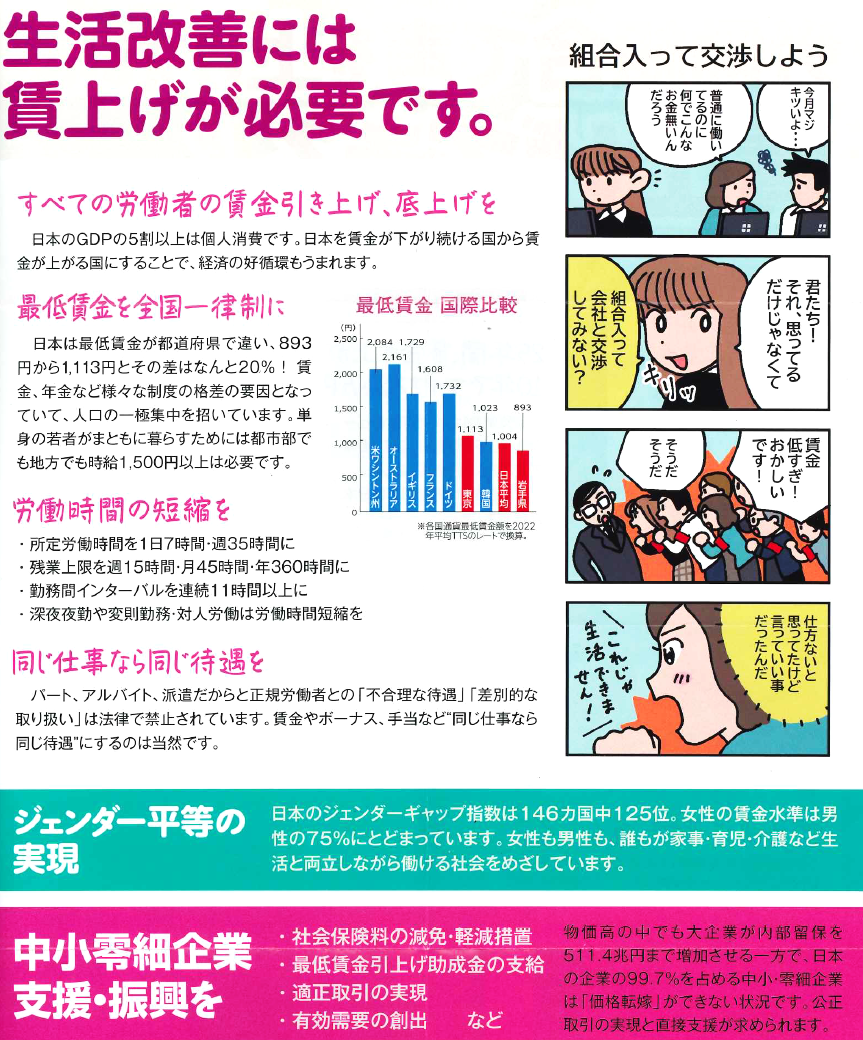 生活改善には
賃上げが必要です。
すべての労働者の賃金引き上げ、底上げを
日本のGDPの5割以上は個人消費です。日本を賃金が下がり続ける国から賃
金が上がる国にすることで、経済の好循環もうまれます。
最低賃金を全国一律制に
日本は最低賃金が都道府県で違い、893
円から1,113円とその差はなんと20%！ 賃
金、年金など様々な制度の格差の要因となっ
ていて、人口の一極集中を招いています。単
身の若者がまともに暮らすためには都市部で
も地方でも時給1,500円以上は必要です。
最低賃金 国際比較
(円)
2,500
2,000
1,500
1,000
500
0
2,084
2,161
1,729
1,608
1,732
1,113
1,023
1,004
893
米ワシントン州
オーストラリア
イギリス
フランス
ドイツ
東京
韓国
日本平均
岩手県
※各国通貨最低賃金額を2022
年平均TTSのレートで換算。
労働時間の短縮を
・所定労働時間を1日7時間・週35時間に
・残業上限を週15時間・月45時間・年360時間に
・勤務間インターバルを連続11時間以上に
・深夜夜勤や変則勤務・対人労働は労働時間短縮を
同じ仕事なら同じ待遇を
パート、アルバイト、派遣だからと正規労働者との「不合理な待遇」「差別的な
取り扱い」は法律で禁止されています。賃金やボーナス、手当など“同じ仕事なら
同じ待遇”にするのは当然です。
組合入って交渉しよう
今月マジ
キツいよ…
普通に働い
てるのに
何でこんな
お金無いん
だろう
君たち！
それ、思ってる
だけじゃなくて
組合入って
会社と交渉
してみない？
キリッ
賃金
低すぎ！
おかしい
です！
そうだ
そうだ
仕方ないと
思ってたけど
言っていい事
だったんだ
これじゃ
生活できま
せん！
ジェンダー平等の
実現
日本のジェンダーギャップ指数は146カ国中125位。女性の賃金水準は男
性の75%にとどまっています。女性も男性も、誰もが家事・育児・介護など生
活と両立しながら働ける社会をめざしています。
中小零細企業
支援・振興を
・社会保険料の減免・軽減措置
・最低賃金引上げ助成金の支給
・適正取引の実現
・有効需要の創出　など
物価高の中でも大企業が内部留保を
511.4兆円まで増加させる一方で、日本
の企業の99.7%を占める中小・零細企業
は「価格転嫁」ができない状況です。公正
取引の実現と直接支援が求められます。